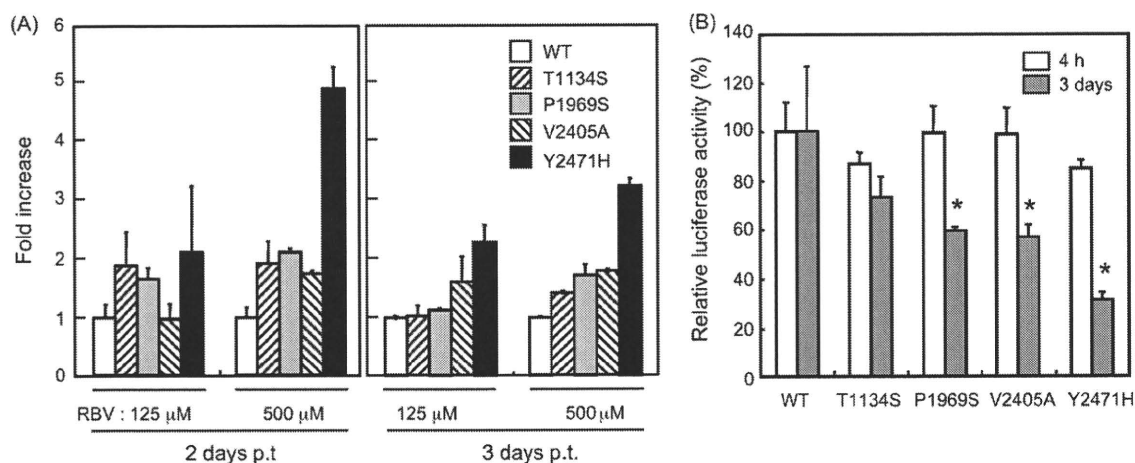 (A)
Fold increase
6
5
4
3
2
1
0
WT
T1134S
P1969S
V2405A
Y2471H
RBV : 125 μM
500 μM
125 μM
500 μM
2 days p.t
3 days p.t.
(B)
Relative luciferase activity (%)
140
120
100
80
60
40
20
0
4 h
3 days
*
*
*
WT
T1134S
P1969S
V2405A
Y2471H